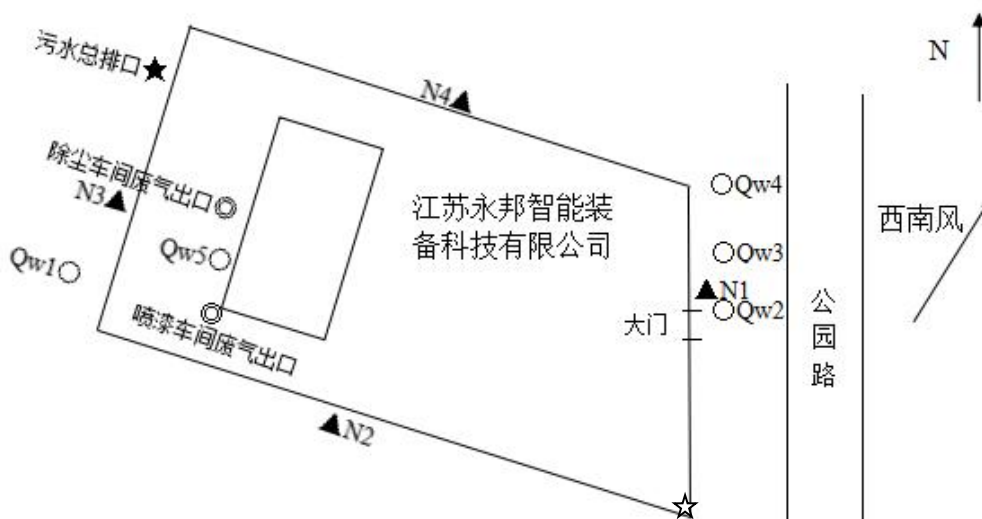 污水总排口
N4
N
除尘车间废气出口
N3
Qw4
江苏永邦智能装
备科技有限公司
西南风
Qw1
Qw5
Qw3
N1
Qw2
大门
公园路
喷漆车间废气出口
N2